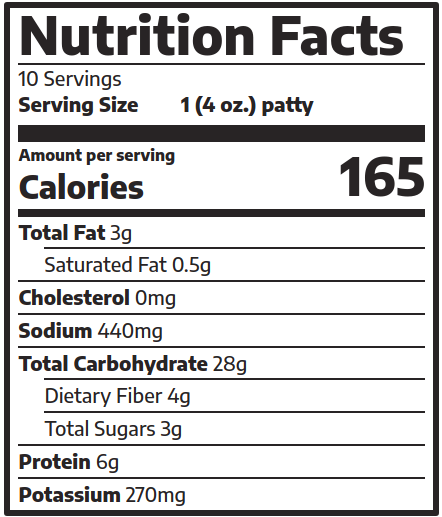 Nutrition Facts
10 Servings
Serving Size 1 (4 oz.) patty
Amount per serving
Calories 165
Total Fat 3g
Saturated Fat 0.5g
Cholesterol 0mg
Sodium 440mg
Total Carbohydrate 28g
Dietary Fiber 4g
Total Sugars 3g
Protein 6g
Potassium 270mg